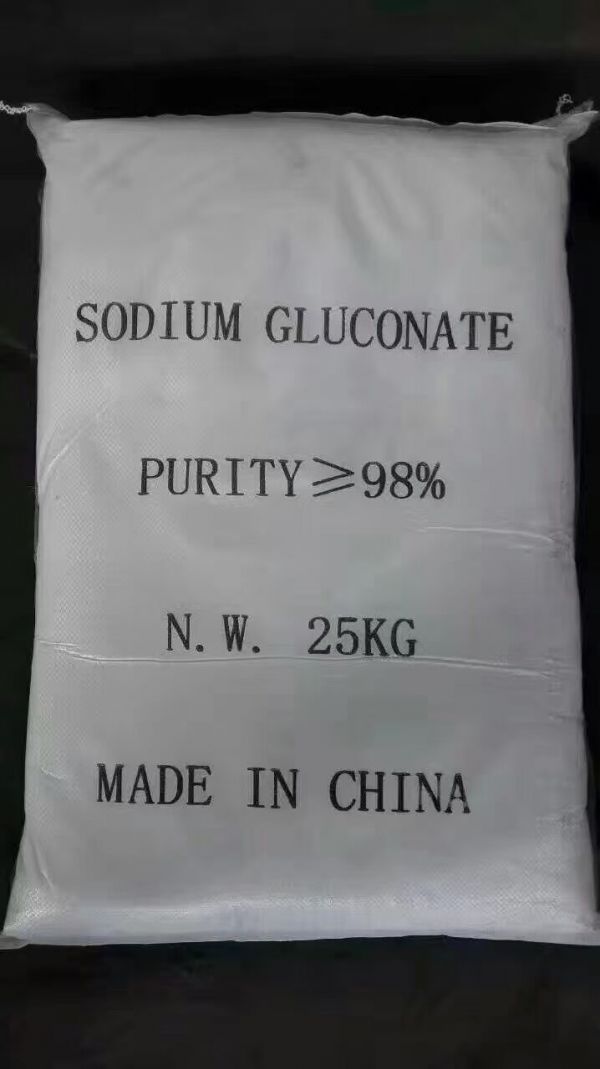 SODIUM GLUCONATE
PURITY≥98%
N.W. 25KG
MADE IN CHINA